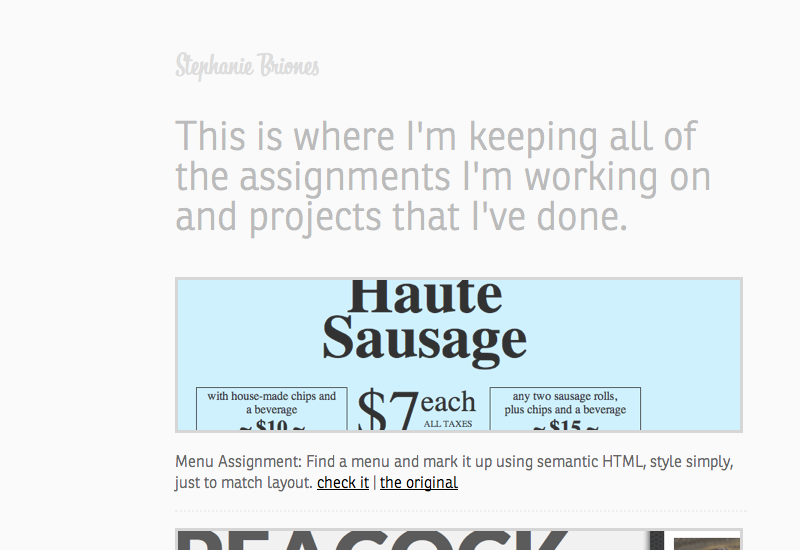 Stephanie Briones
This is where I'm keeping all of
the assignments I'm working on
and projects that I've done.
Haute
Sausage
with house-made chips and
a beverage
~ $10 ~
$7 each
ALL TAXES
any two sausage rolls,
plus chips and a beverage
~ $15 ~
Menu Assignment: Find a menu and mark it up using semantic HTML, style simply,
just to match layout. check it | the original
PEACOCK